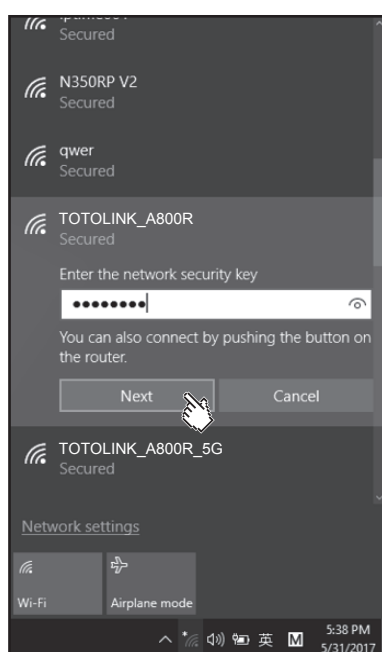 Secured
N350RP V2
Secured
qwer
Secured
TOTOLINK_A800R
Secured
Enter the network security key
••••••••
You can also connect by pushing the button on
the router.
Next
Cancel
TOTOLINK_A800R_5G
Secured
Network settings
Wi-Fi
Airplane mode
英
M
5:38 PM
5/31/2017